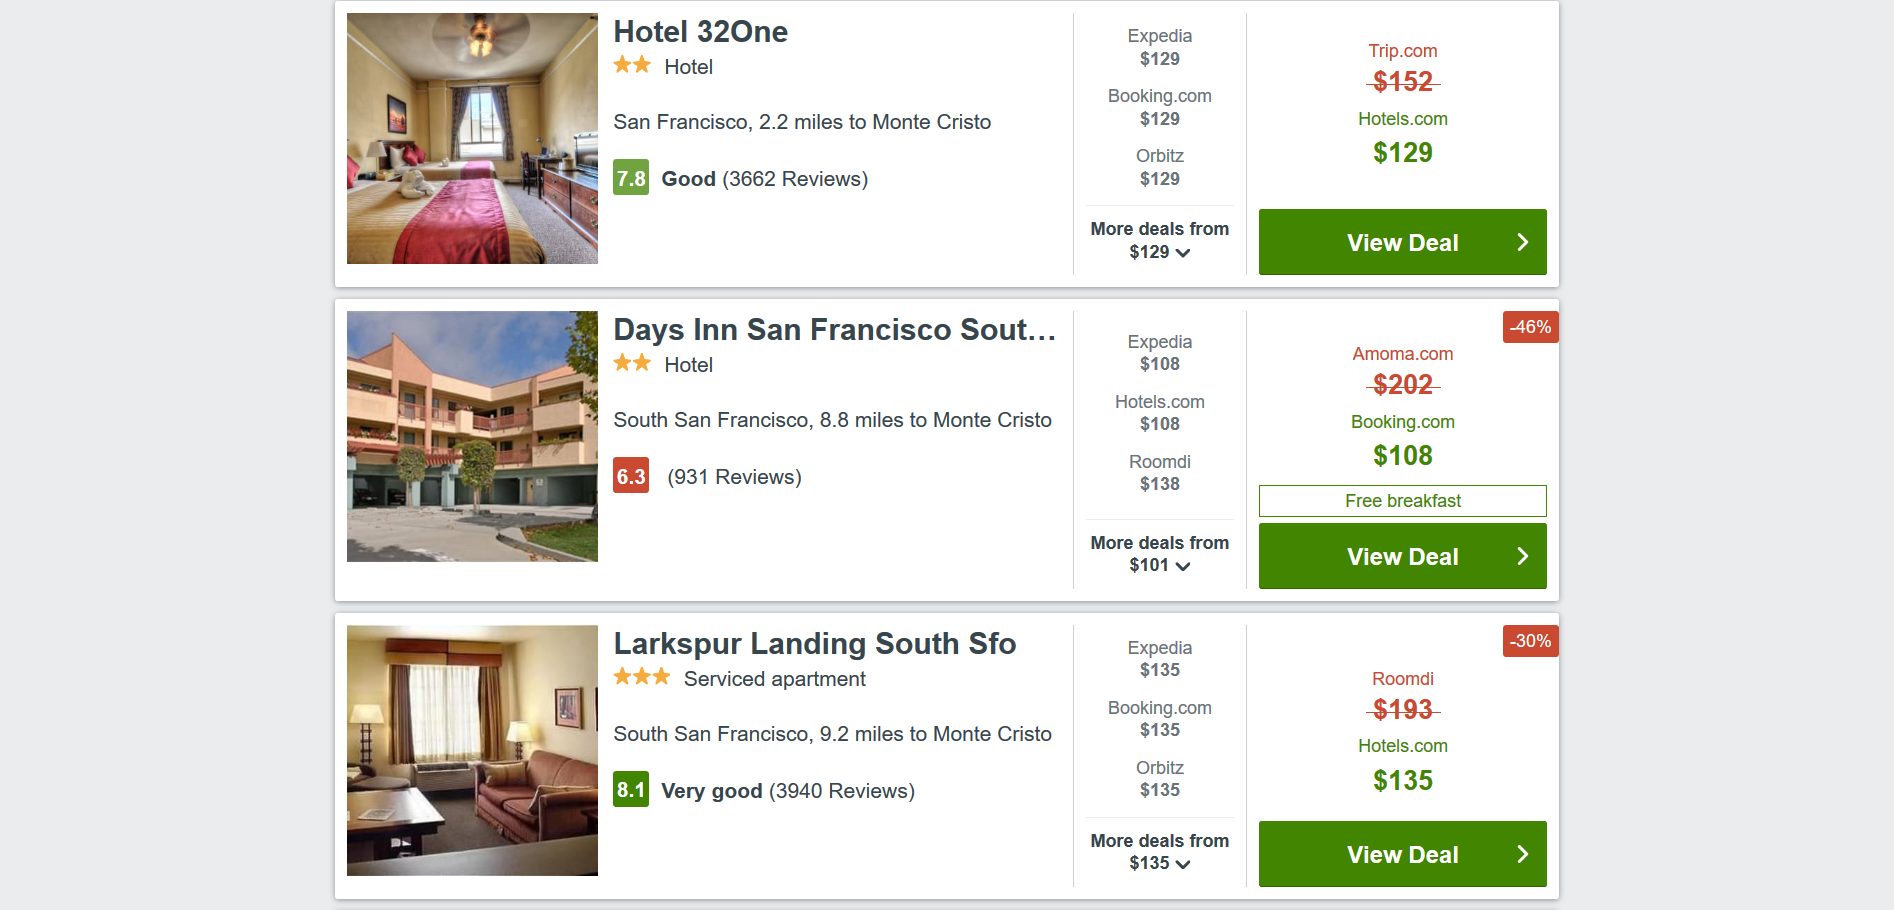 Hotel 32One
Hotel
San Francisco, 2.2 miles to Monte Cristo
7.8 Good (3662 Reviews)
Expedia
$129
Booking.com
$129
Orbitz
$129
More deals from
$129
Trip.com
$152
Hotels.com
$129
View Deal
Days Inn San Francisco Sout...
Hotel
South San Francisco, 8.8 miles to Monte Cristo
6.3 (931 Reviews)
Expedia
$108
Hotels.com
$108
Roomdi
$138
More deals from
$101
-46%
Amoma.com
$202
Booking.com
$108
Free breakfast
View Deal
Larkspur Landing South Sfo
Serviced apartment
South San Francisco, 9.2 miles to Monte Cristo
8.1 Very good (3940 Reviews)
Expedia
$135
Booking.com
$135
Orbitz
$135
More deals from
$135
-30%
Roomdi
$193
Hotels.com
$135
View Deal